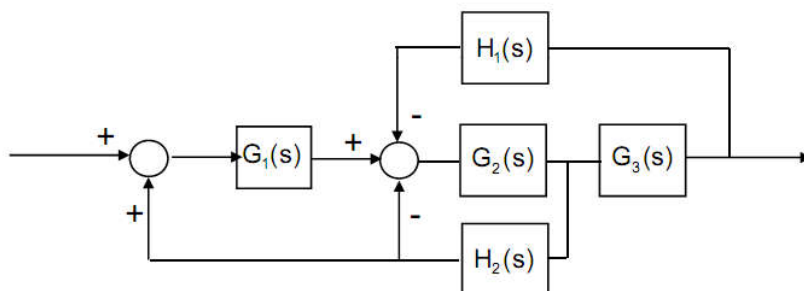 H₁(s)
-
+
G₁(s)
+
G₂(s)
G₃(s)
+
-
H₂(s)